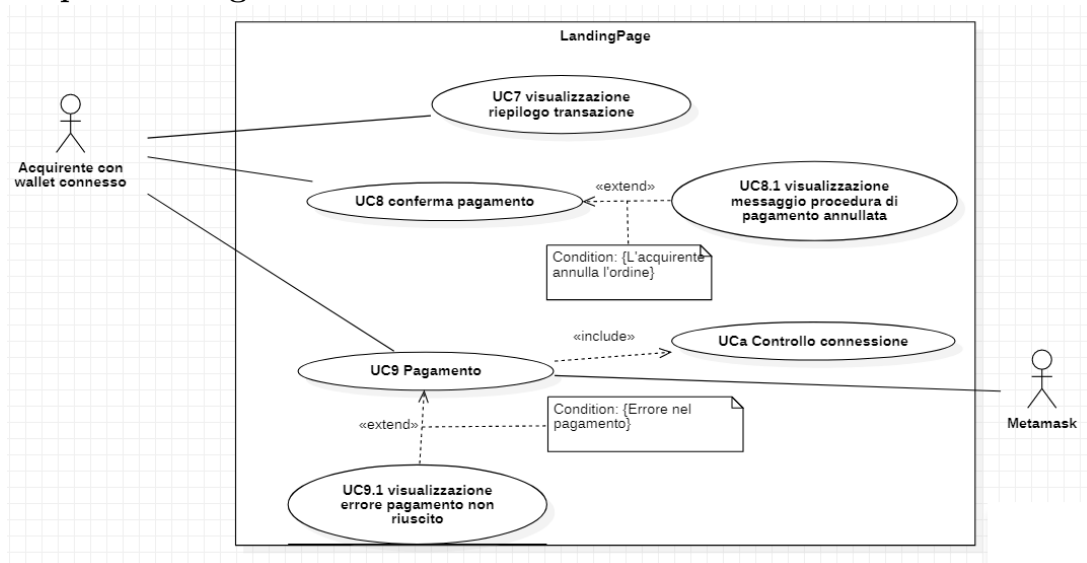 LandingPage
UC7 visualizzazione
riepilogo transazione
Acquirente con
wallet connesso
UC8 conferma pagamento
«extend»
UC8.1 visualizzazione
messaggio procedura di
pagamento annullata
Condition: {L'acquirente
annulla l'ordine}
«include»
UCa Controllo connessione
UC9 Pagamento
Metamask
«extend»
Condition: {Errore nel
pagamento}
UC9.1 visualizzazione
errore pagamento non
riuscito